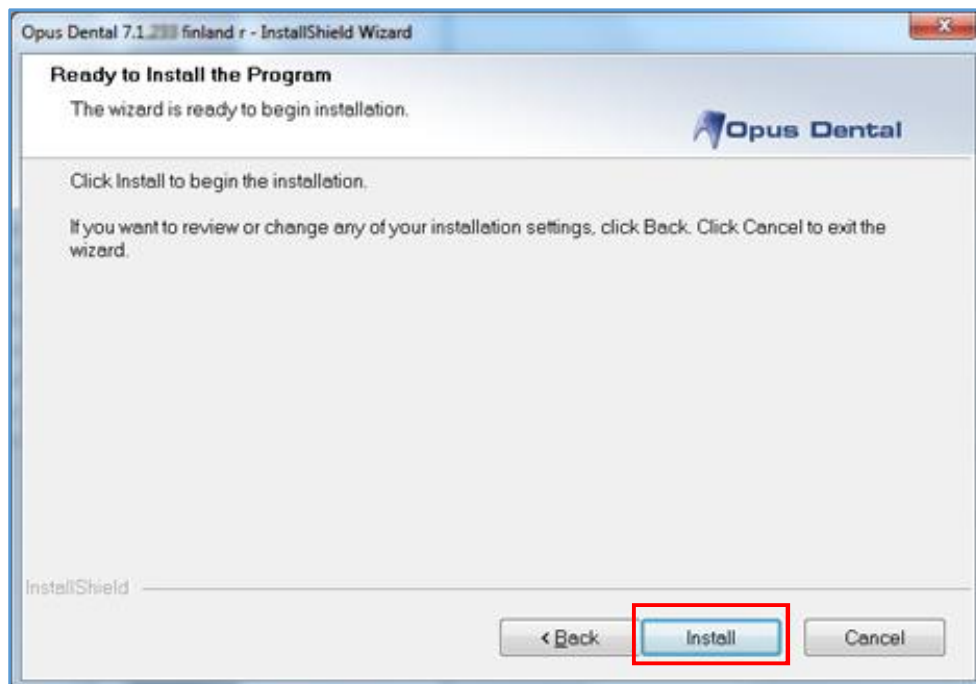 Opus Dental 7.1. finland r - InstallShield Wizard
Ready to Install the Program
The wizard is ready to begin installation.
Opus Dental
Click Install to begin the installation.
If you want to review or change any of your installation settings, click Back. Click Cancel to exit the
wizard.
InstallShield
< Back
Install
Cancel